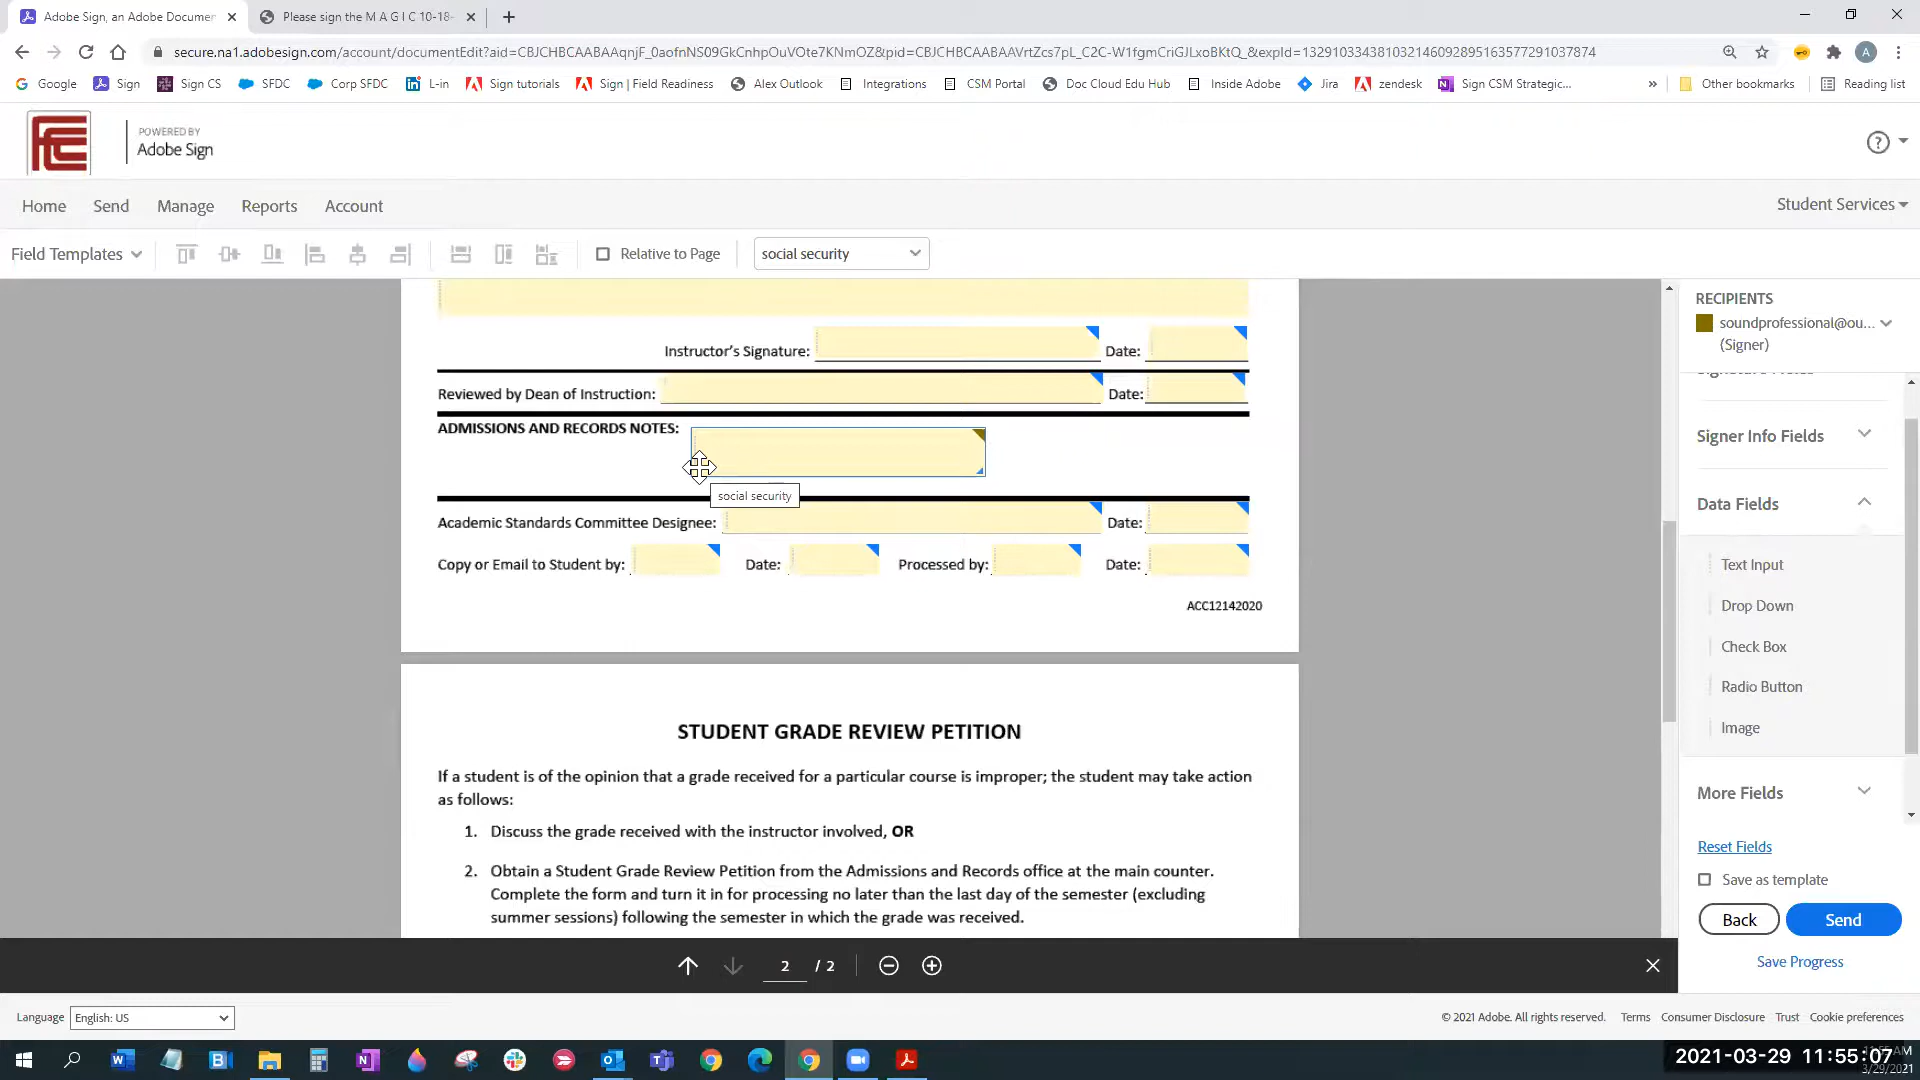 Adobe Sign, an Adobe Documen
Please sign the M A G I C 10-18-
secure.na1.adobesign.com/account/documentEdit?aid=CBJCHBCAABAAqnjF_0aofnNS09GkCnhpOuVOte7KNmOZ&pid=CBJCHBCAABAAVrtZcs7pL_C2C-W1fgmCriGJLxoBKtQ_&expId=13291033438103214609289516357729103787​4
A
Google
Sign
Sign CS
SFDC
Corp SFDC
L-in
Sign tutorials
Sign | Field Readiness
Alex Outlook
Integrations
CSM Portal
Doc Cloud Edu Hub
Inside Adobe
Jira
zendesk
Sign CSM Strategic...
Other bookmarks
Reading list
POWERED BY
Adobe Sign
Home
Send
Manage
Reports
Account
Student Services
Field Templates
Relative to Page
social security
RECIPIENTS
soundprofessional@ou...
(Signer)
Instructor's Signature:
Date:
Reviewed by Dean of Instruction:
Date:
ADMISSIONS AND RECORDS NOTES:
social security
Academic Standards Committee Designee:
Date:
Copy or Email to Student by:
Date:
Processed by:
Date:
ACC12142020
STUDENT GRADE REVIEW PETITION
If a student is of the opinion that a grade received for a particular course is improper; the student may take action
as follows:
1. Discuss the grade received with the instructor involved, OR
2. Obtain a Student Grade Review Petition from the Admissions and Records office at the main counter.
Complete the form and turn it in for processing no later than the last day of the semester (excluding
summer sessions) following the semester in which the grade was received.
Signature Fields
Signer Info Fields
Data Fields
Text Input
Drop Down
Check Box
Radio Button
Image
More Fields
Reset Fields
Save as template
Back
Send
Save Progress
2 / 2
Language
English: US
© 2021 Adobe. All rights reserved.
Terms
Consumer Disclosure
Trust
Cookie preferences
2021-03-29 11:55:07
3/29/2021